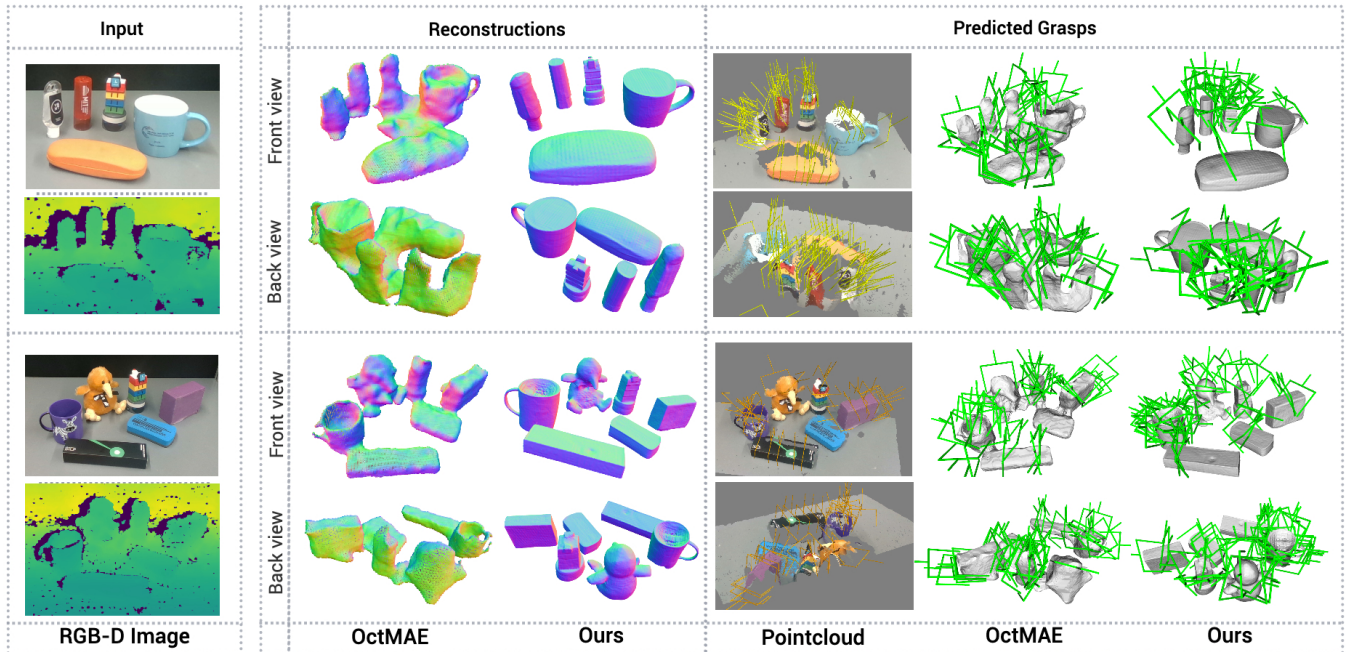 Input
Reconstructions
Predicted Grasps
Front view
Back view
Front view
Back view
RGB-D Image
OctMAE
Ours
Pointcloud
OctMAE
Ours